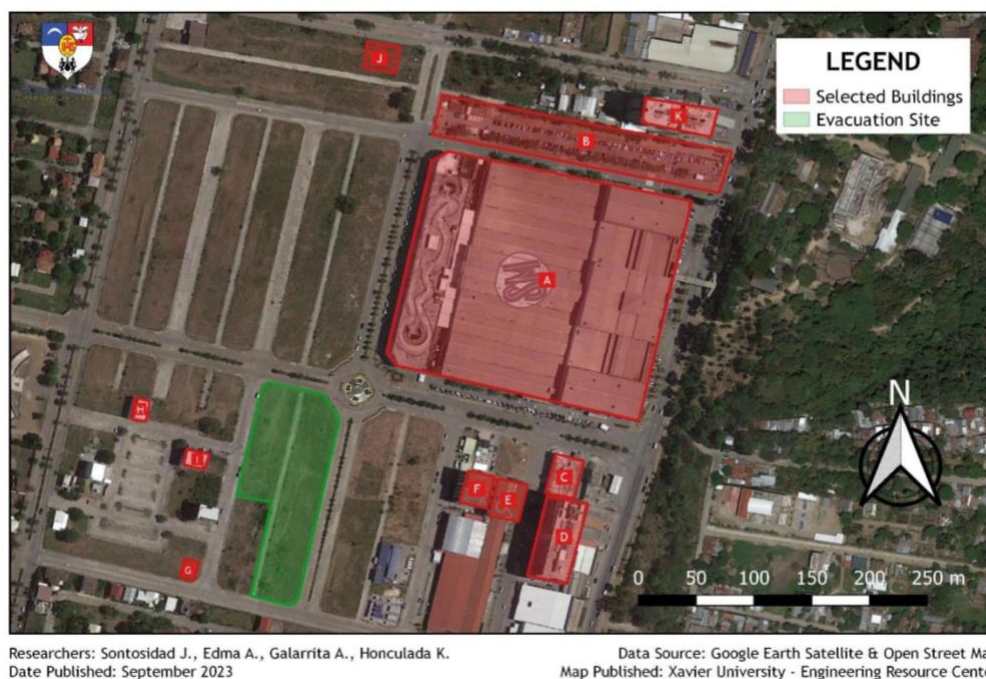 LEGEND
Selected Buildings
Evacuation Site
J
K
B
SM
A
N
H
I
F
E
C
D
G
0 50 100 150 200 250 m
Researchers: Sontosidad J., Edma A., Galarrita A., Honculada K.
Date Published: September 2023
Data Source: Google Earth Satellite & Open Street Ma
Map Published: Xavier University - Engineering Resource Cente